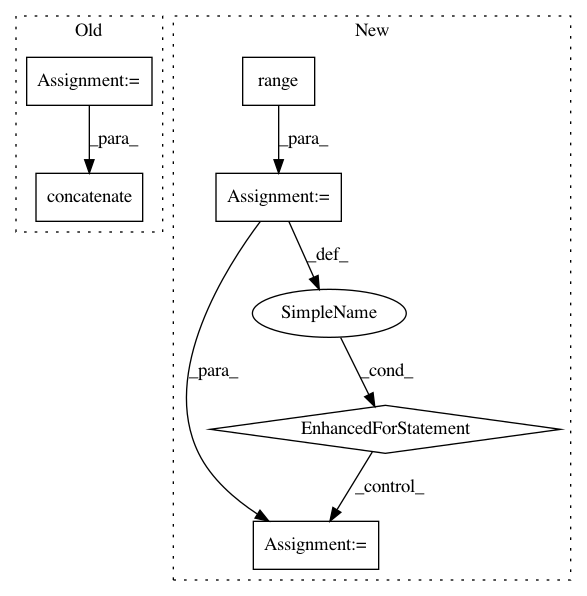 Old
New
Assignment:=
range
_para_
_para_
concatenate
Assignment:=
_def_
SimpleName
_para_
_cond_
EnhancedForStatement
_control_
Assignment:=